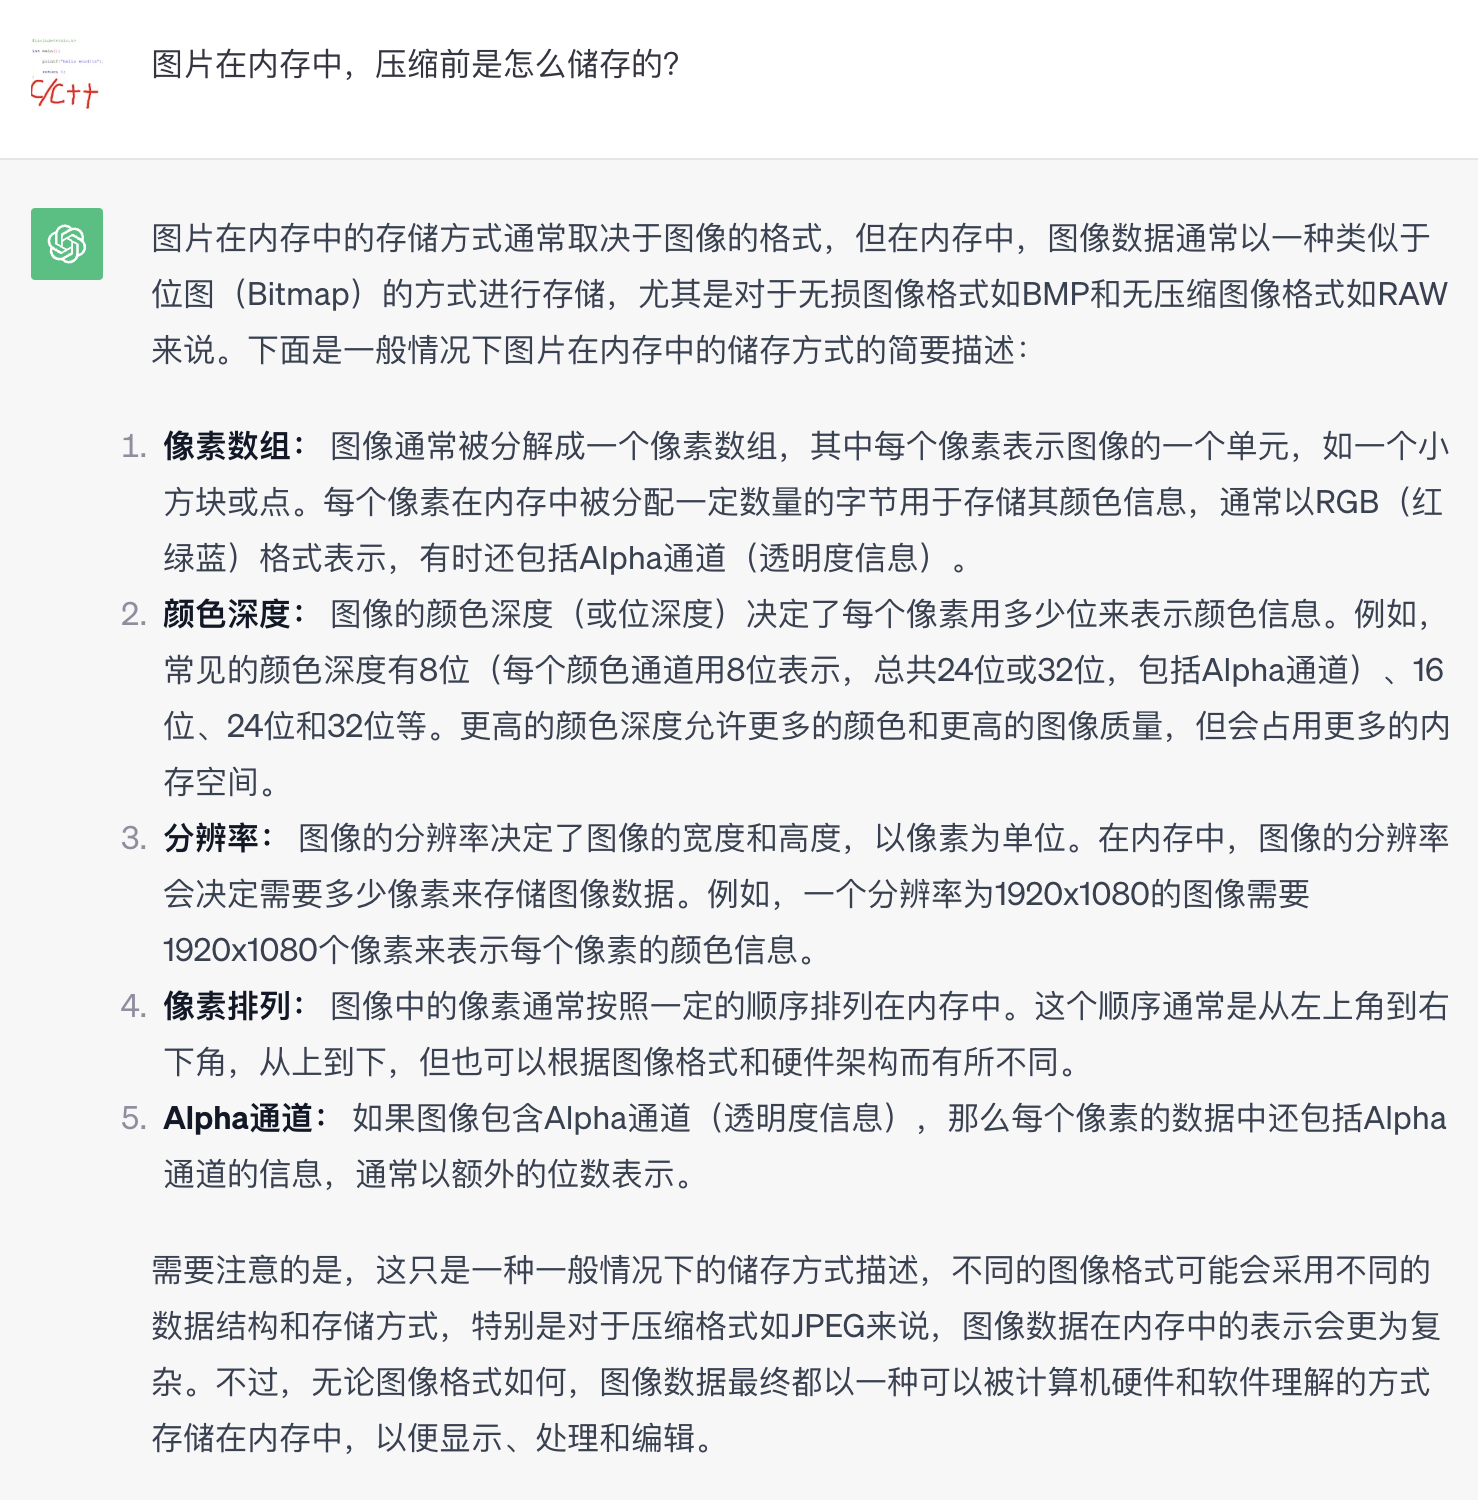 #include<stdio.h>
int main(){
return 0;
C/C++
图片在内存中，压缩前是怎么储存的?
图片在内存中的存储方式通常取决于图像的格式，但在内存中，图像数据通常以一种类似于
位图（Bitmap）的方式进行存储，尤其是对于无损图像格式如BMP和无压缩图像格式如RAW
来说。下面是一般情况下图片在内存中的储存方式的简要描述：
1. 像素数组： 图像通常被分解成一个像素数组，其中每个像素表示图像的一个单元，如一个小
方块或点。每个像素在内存中被分配一定数量的字节用于存储其颜色信息，通常以RGB（红
绿蓝）格式表示，有时还包括Alpha通道（透明度信息）。
2. 颜色深度： 图像的颜色深度（或位深度）决定了每个像素用多少位来表示颜色信息。例如，
常见的颜色深度有8位（每个颜色通道用8位表示，总共24位或32位，包括Alpha通道）、16
位、24位和32位等。更高的颜色深度允许更多的颜色和更高的图像质量，但会占用更多的内
存空间。
3. 分辨率： 图像的分辨率决定了图像的宽度和高度，以像素为单位。在内存中，图像的分辨率
会决定需要多少像素来存储图像数据。例如，一个分辨率为1920x1080的图像需要
1920x1080个像素来表示每个像素的颜色信息。
4. 像素排列： 图像中的像素通常按照一定的顺序排列在内存中。这个顺序通常是从左上角到右
下角，从上到下，但也可以根据图像格式和硬件架构而有所不同。
5. Alpha通道： 如果图像包含Alpha通道（透明度信息），那么每个像素的数据中还包括Alpha
通道的信息，通常以额外的位数表示。
需要注意的是，这只是一种一般情况下的储存方式描述，不同的图像格式可能会采用不同的
数据结构和存储方式，特别是对于压缩格式如JPEG来说，图像数据在内存中的表示会更为复
杂。不过，无论图像格式如何，图像数据最终都以一种可以被计算机硬件和软件理解的方式
存储在内存中，以便显示、处理和编辑。